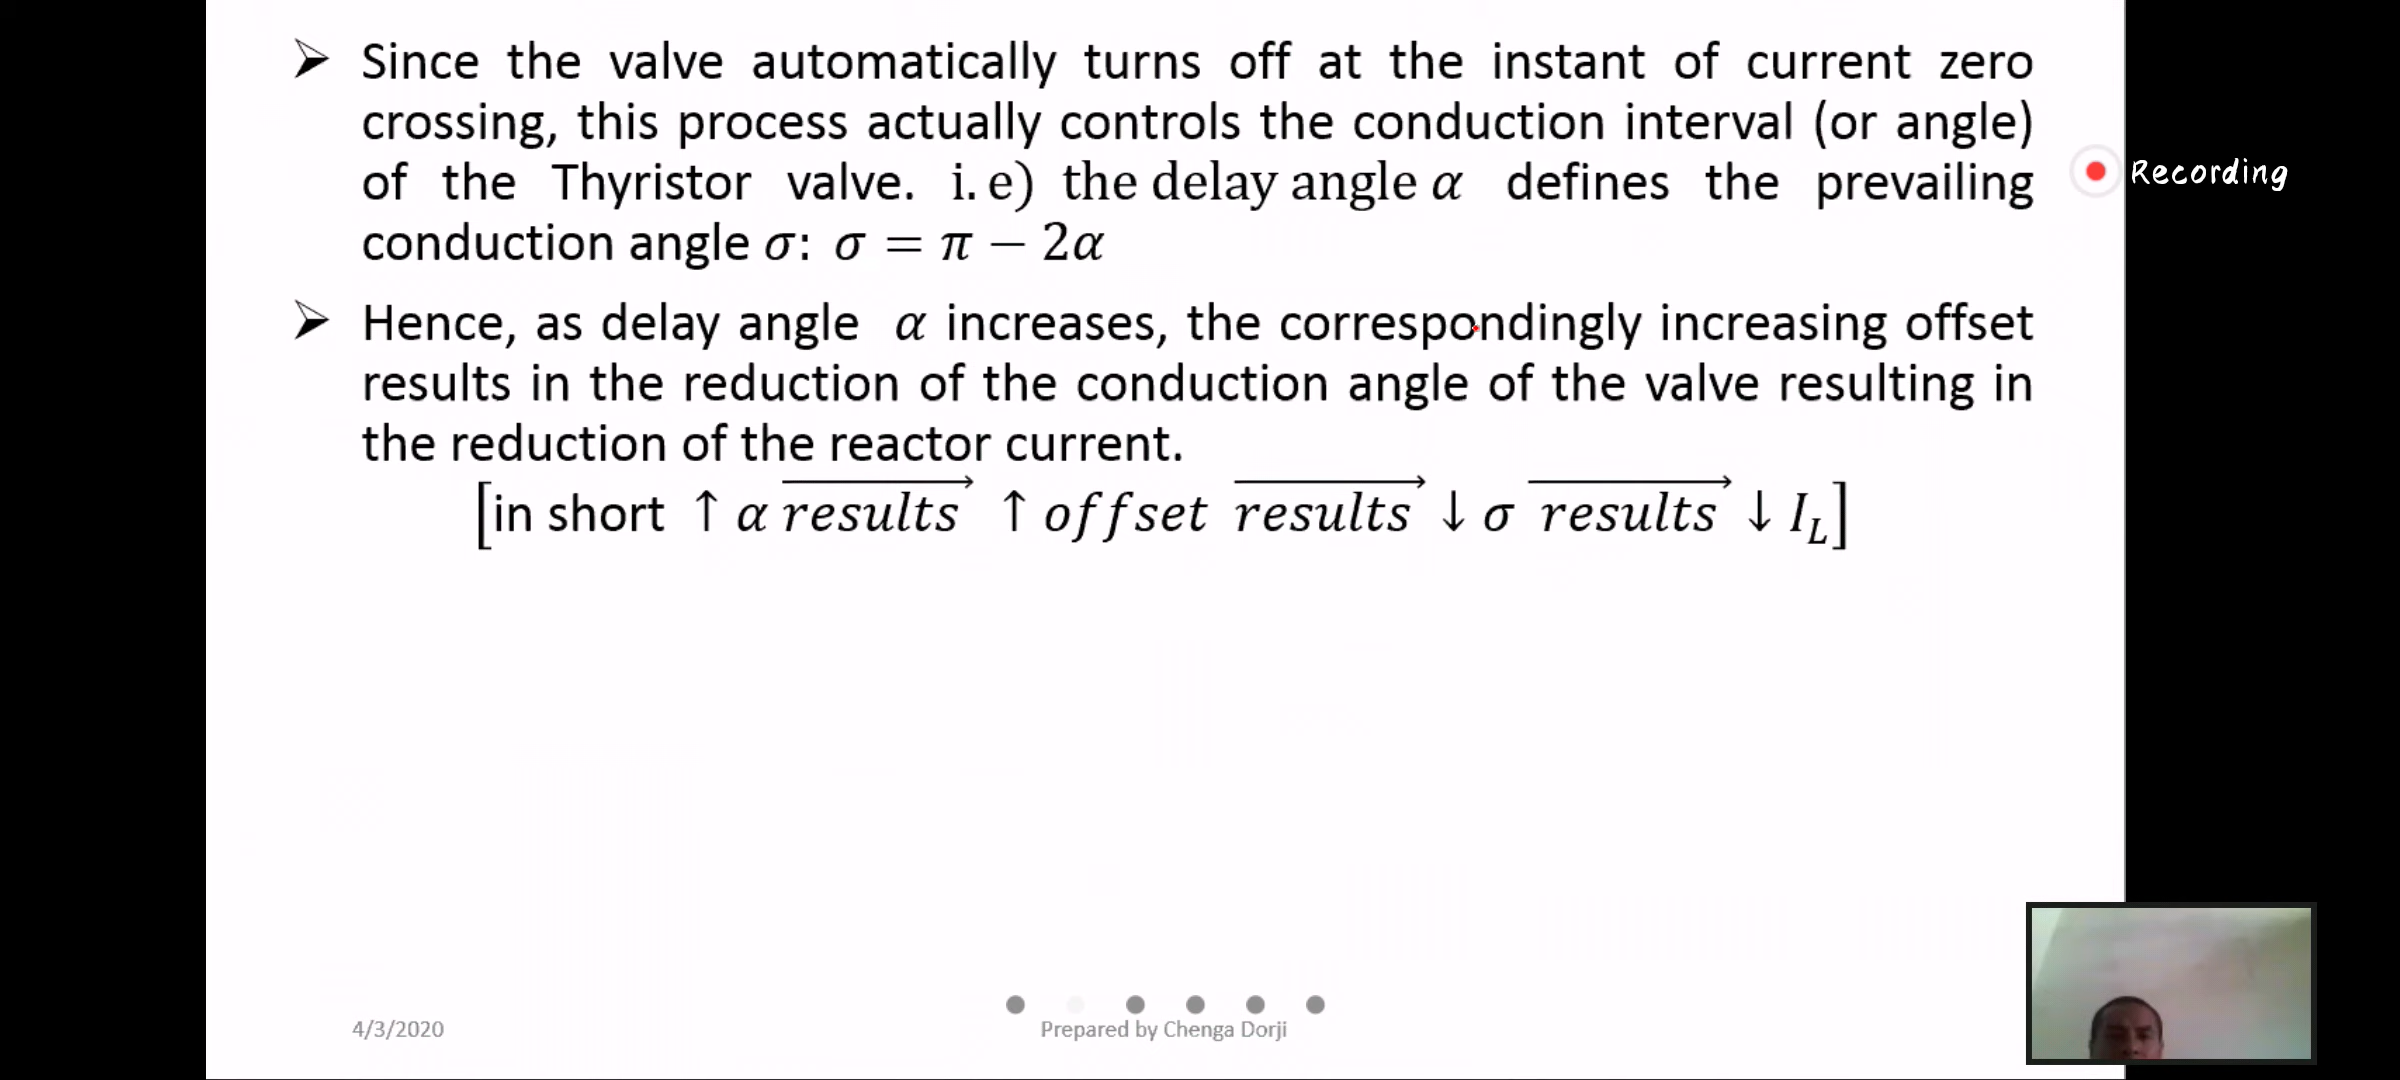 ➢ Since the valve automatically turns off at the instant of current zero
crossing, this process actually controls the conduction interval (or angle)
of the Thyristor valve. i. e) the delay angle α defines the prevailing
conduction angle σ: σ = π − 2α
Recording
➢ Hence, as delay angle α increases, the correspondingly increasing offset
results in the reduction of the conduction angle of the valve resulting in
the reduction of the reactor current.
[in short ↑ α results→ ↑ offset results→ ↓ σ results→ ↓ I_L]
4/3/2020
Prepared by Chenga Dorji